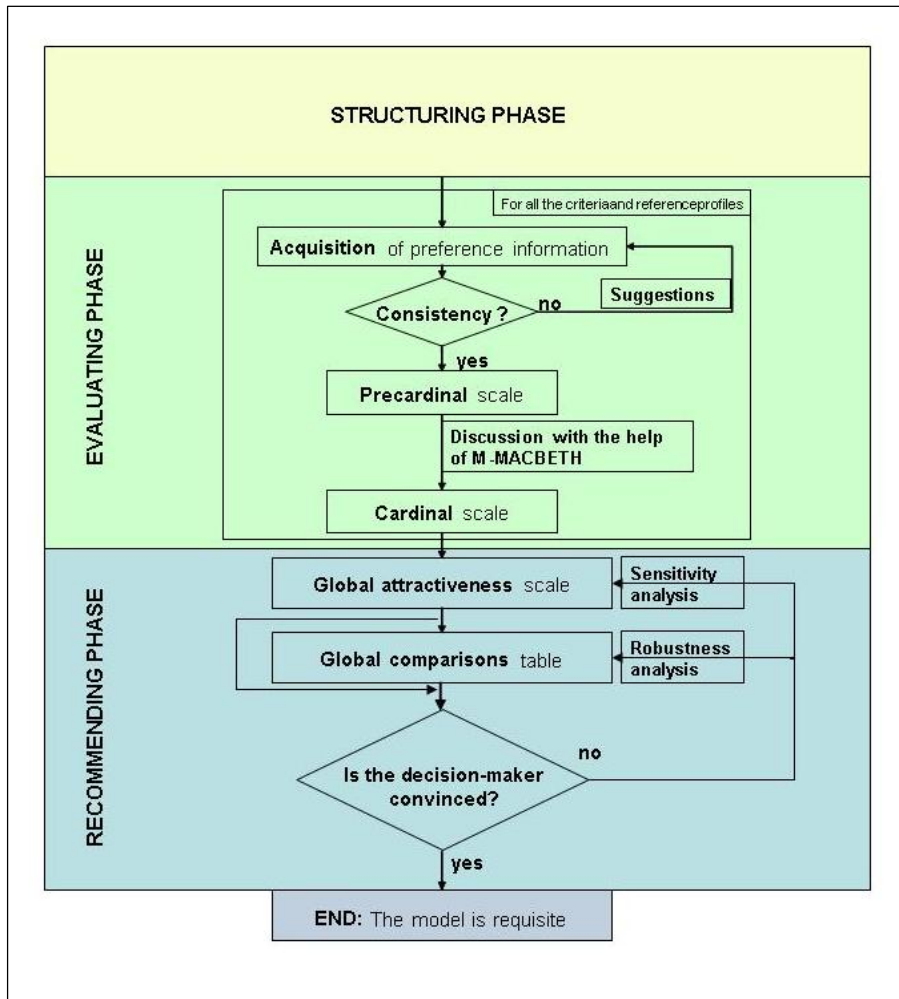 STRUCTURING PHASE
EVALUATING PHASE
For all the criteriaand referenceprofiles
Acquisition of preference information
Suggestions
Consistency ?
no
yes
Precardinal scale
Discussion with the help
of M-MACBETH
Cardinal scale
RECOMMENDING PHASE
Global attractiveness scale
Sensitivity
analysis
Global comparisons table
Robustness
analysis
Is the decision-maker
convinced?
no
yes
END: The model is requisite